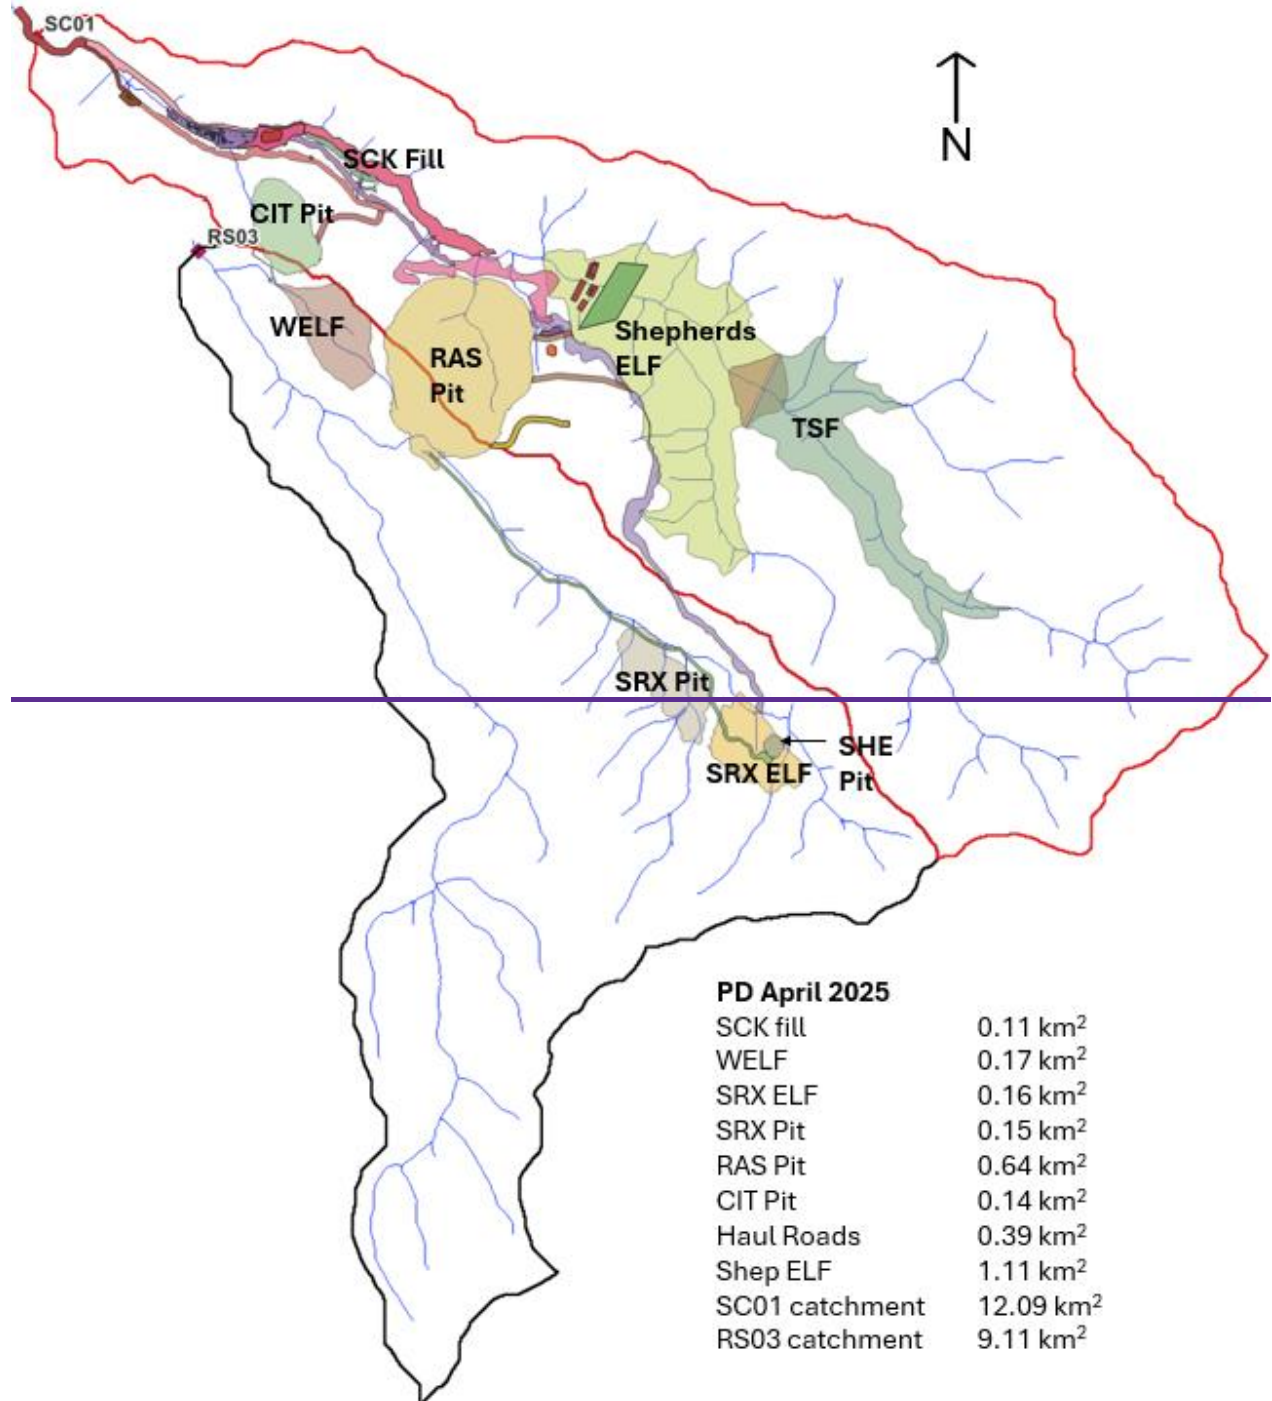 SC01
N
SCK Fill
CIT Pit
RS03
WELF
Shepherds
ELF
RAS
Pit
TSF
SRX Pit
SHE
Pit
SRX ELF
PD April 2025
SCK fill 0.11 km²
WELF 0.17 km²
SRX ELF 0.16 km²
SRX Pit 0.15 km²
RAS Pit 0.64 km²
CIT Pit 0.14 km²
Haul Roads 0.39 km²
Shep ELF 1.11 km²
SC01 catchment 12.09 km²
RS03 catchment 9.11 km²